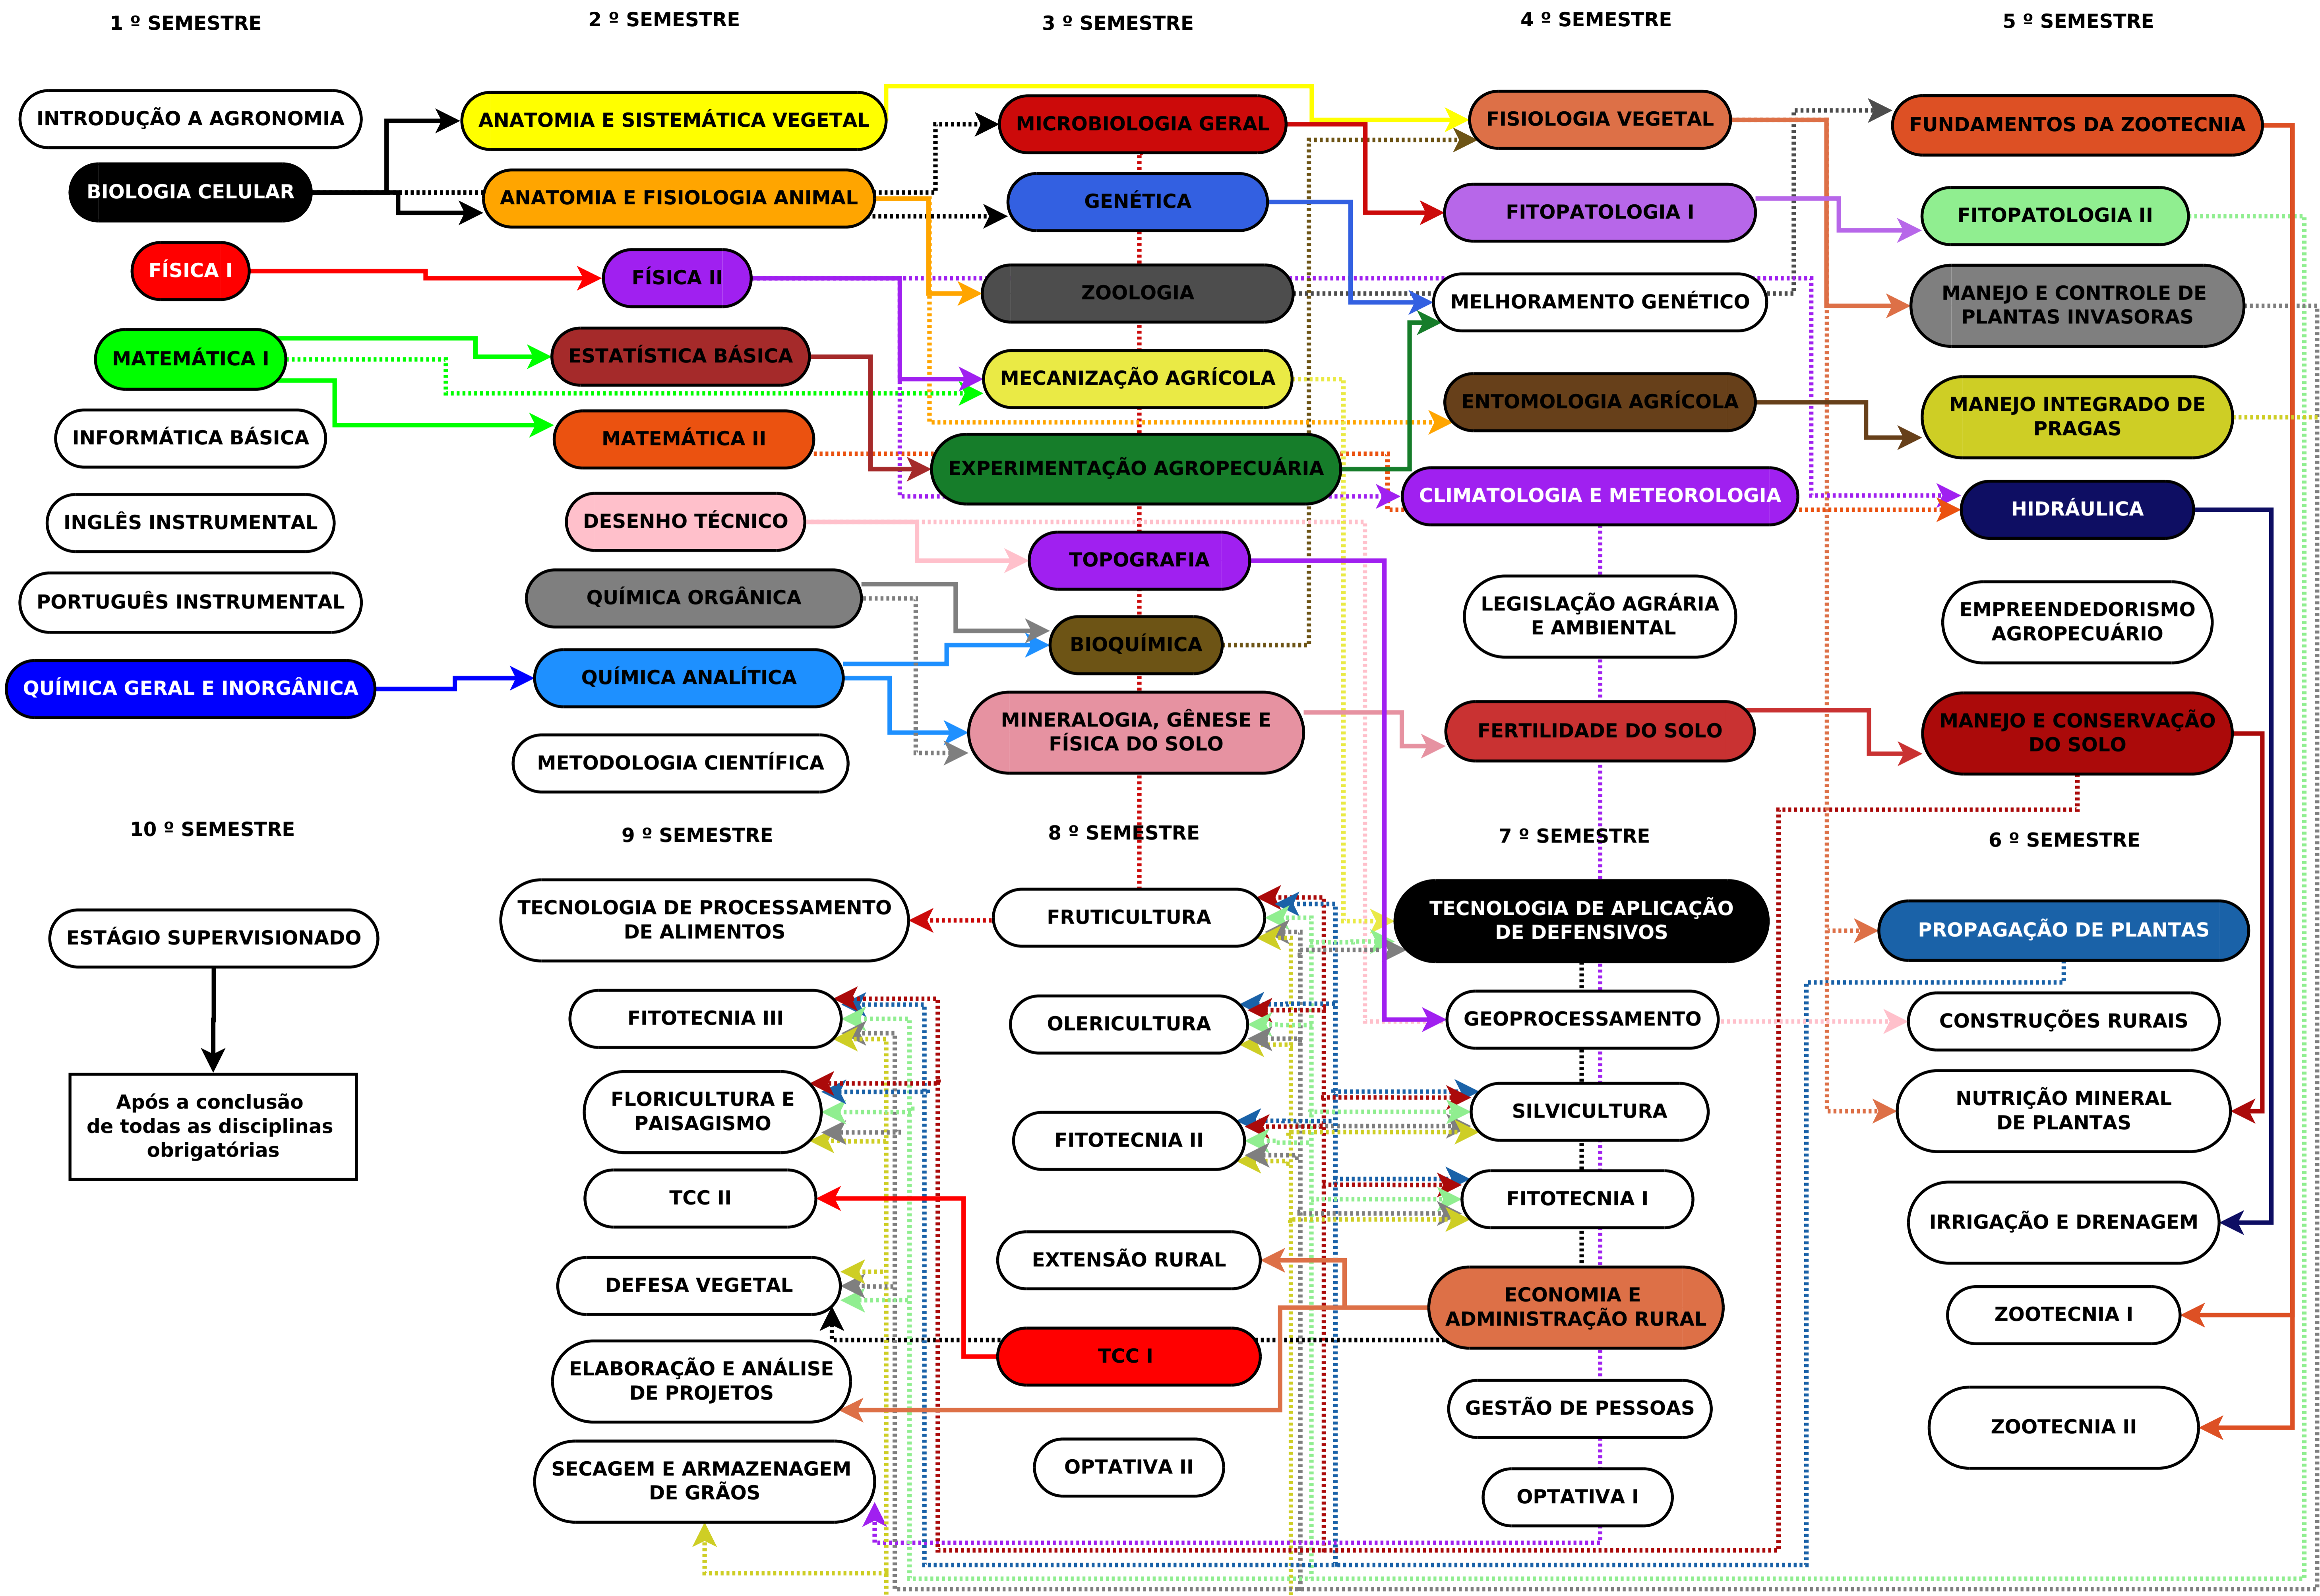 1 º SEMESTRE
INTRODUÇÃO A AGRONOMIA
BIOLOGIA CELULAR
FÍSICA I
MATEMÁTICA I
INFORMÁTICA BÁSICA
INGLÊS INSTRUMENTAL
PORTUGUÊS INSTRUMENTAL
QUÍMICA GERAL E INORGÂNICA
2 º SEMESTRE
ANATOMIA E SISTEMÁTICA VEGETAL
ANATOMIA E FISIOLOGIA ANIMAL
FÍSICA II
ESTATÍSTICA BÁSICA
MATEMÁTICA II
DESENHO TÉCNICO
QUÍMICA ORGÂNICA
QUÍMICA ANALÍTICA
METODOLOGIA CIENTÍFICA
3 º SEMESTRE
MICROBIOLOGIA GERAL
GENÉTICA
ZOOLOGIA
MECANIZAÇÃO AGRÍCOLA
EXPERIMENTAÇÃO AGROPECUÁRIA
TOPOGRAFIA
BIOQUÍMICA
MINERALOGIA, GÊNESE E
FÍSICA DO SOLO
4 º SEMESTRE
FISIOLOGIA VEGETAL
FITOPATOLOGIA I
MELHORAMENTO GENÉTICO
ENTOMOLOGIA AGRÍCOLA
CLIMATOLOGIA E METEOROLOGIA
LEGISLAÇÃO AGRÁRIA
E AMBIENTAL
FERTILIDADE DO SOLO
5 º SEMESTRE
FUNDAMENTOS DA ZOOTECNIA
FITOPATOLOGIA II
MANEJO E CONTROLE DE
PLANTAS INVASORAS
MANEJO INTEGRADO DE
PRAGAS
HIDRÁULICA
EMPREENDEDORISMO
AGROPECUÁRIO
MANEJO E CONSERVAÇÃO
DO SOLO
10 º SEMESTRE
ESTÁGIO SUPERVISIONADO
Após a conclusão
de todas as disciplinas
obrigatórias
9 º SEMESTRE
TECNOLOGIA DE PROCESSAMENTO
DE ALIMENTOS
FITOTECNIA III
FLORICULTURA E
PAISAGISMO
TCC II
DEFESA VEGETAL
ELABORAÇÃO E ANÁLISE
DE PROJETOS
SECAGEM E ARMAZENAGEM
DE GRÃOS
8 º SEMESTRE
FRUTICULTURA
OLERICULTURA
FITOTECNIA II
EXTENSÃO RURAL
TCC I
OPTATIVA II
7 º SEMESTRE
TECNOLOGIA DE APLICAÇÃO
DE DEFENSIVOS
GEOPROCESSAMENTO
SILVICULTURA
FITOTECNIA I
ECONOMIA E
ADMINISTRAÇÃO RURAL
GESTÃO DE PESSOAS
OPTATIVA I
6 º SEMESTRE
PROPAGAÇÃO DE PLANTAS
CONSTRUÇÕES RURAIS
NUTRIÇÃO MINERAL
DE PLANTAS
IRRIGAÇÃO E DRENAGEM
ZOOTECNIA I
ZOOTECNIA II